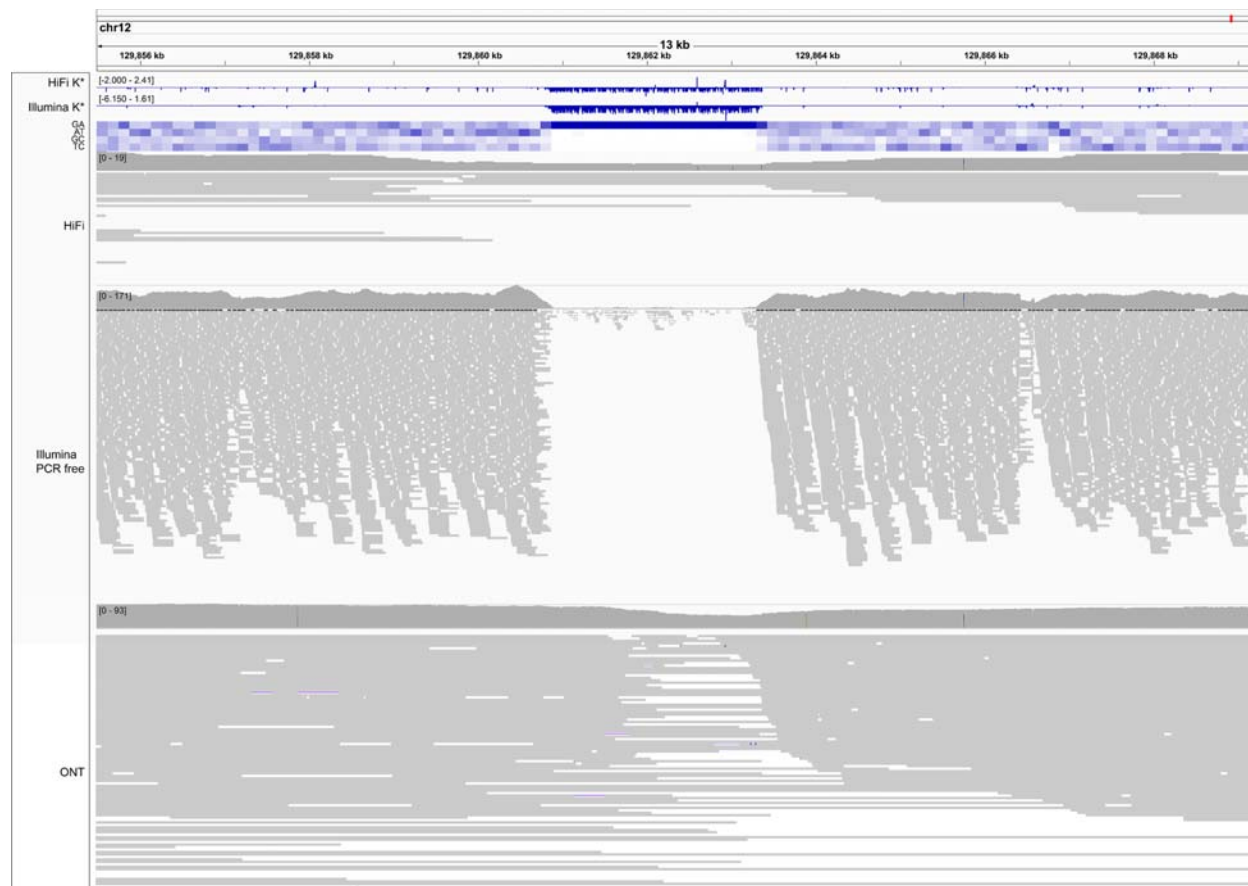 chr12
13 kb
129,856 kb 129,858 kb 129,860 kb 129,862 kb 129,864 kb 129,866 kb 129,868 kb
HiFi K* [-2.000 - 2.41]
Illumina K* [-6.150 - 1.61]
GA
AT
GC
TC
[0 - 19]
HiFi
[0 - 171]
Illumina
PCR free
[0 - 93]
ONT